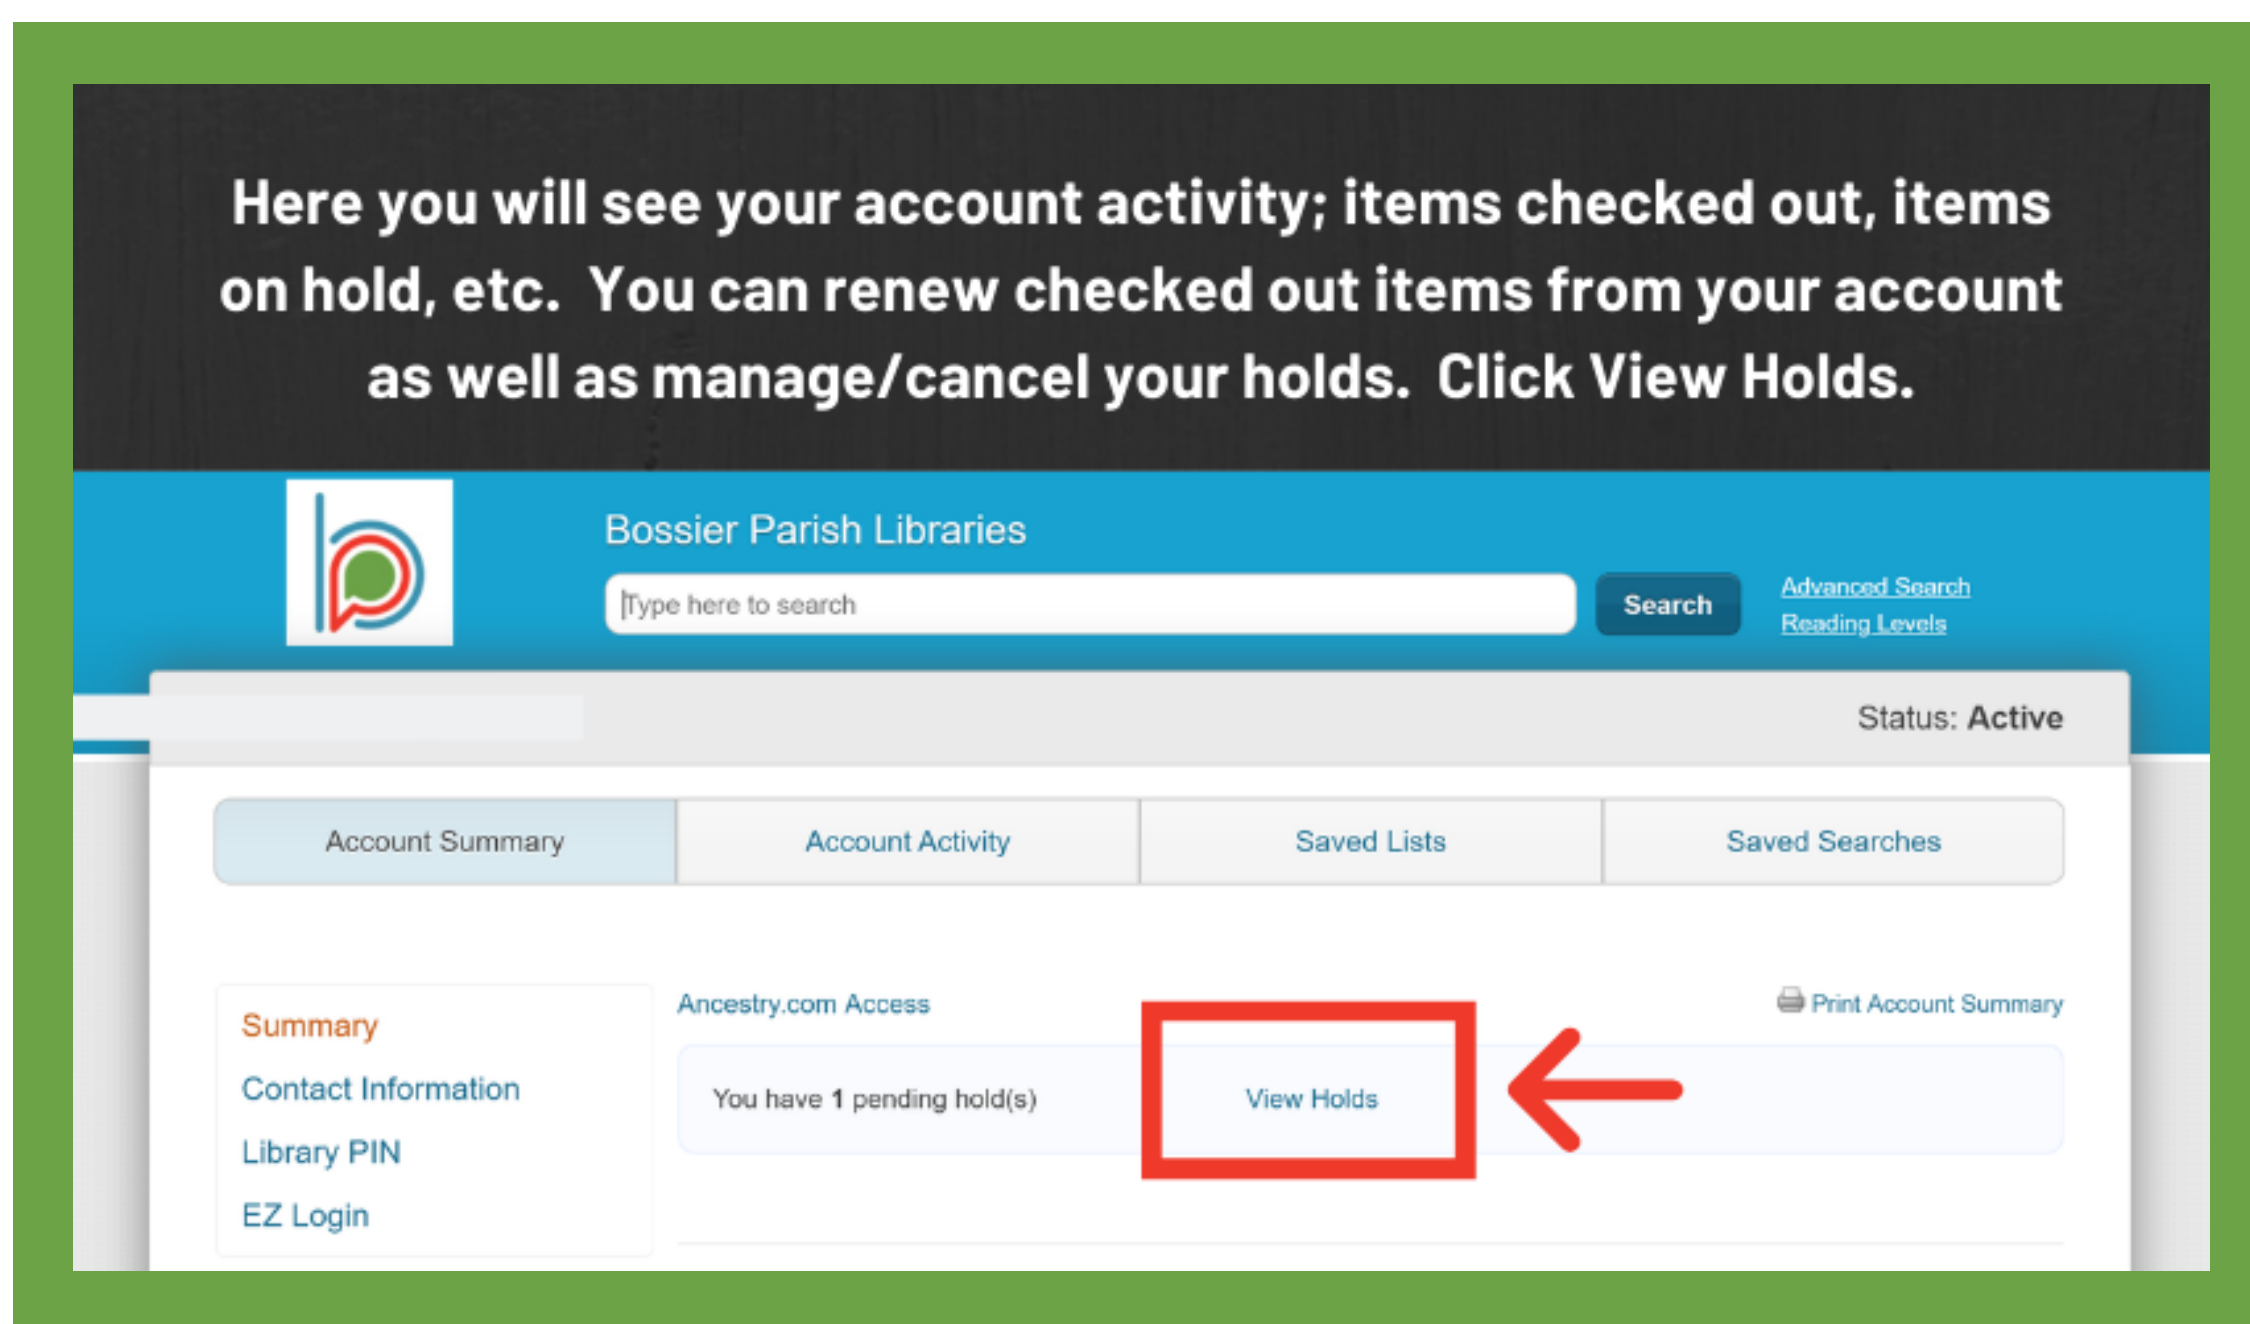 Here you will see your account activity; items checked out, items
on hold, etc.  You can renew checked out items from your account
as well as manage/cancel your holds.  Click View Holds.
Bossier Parish Libraries
Type here to search
Search
Advanced Search
Reading Levels
Status: Active
Account Summary
Account Activity
Saved Lists
Saved Searches
Summary
Contact Information
Library PIN
EZ Login
Ancestry.com Access
Print Account Summary
You have 1 pending hold(s)
View Holds